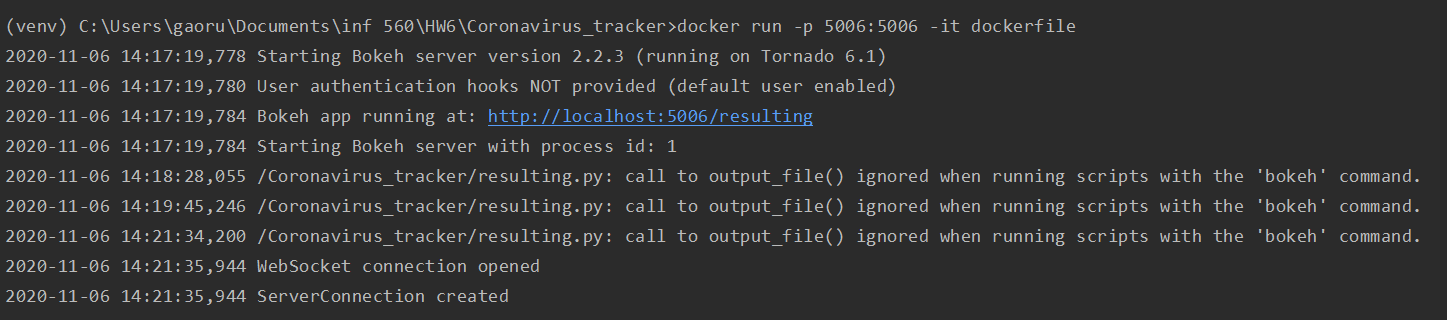 (venv) C:\Users\gaoru\Documents\inf 560\HW6\Coronavirus_tracker>docker run -p 5006:5006 -it dockerfile
2020-11-06 14:17:19,778 Starting Bokeh server version 2.2.3 (running on Tornado 6.1)
2020-11-06 14:17:19,780 User authentication hooks NOT provided (default user enabled)
2020-11-06 14:17:19,784 Bokeh app running at: http://localhost:5006/resulting
2020-11-06 14:17:19,784 Starting Bokeh server with process id: 1
2020-11-06 14:18:28,055 /Coronavirus_tracker/resulting.py: call to output_file() ignored when running scripts with the 'bokeh' command.
2020-11-06 14:19:45,246 /Coronavirus_tracker/resulting.py: call to output_file() ignored when running scripts with the 'bokeh' command.
2020-11-06 14:21:34,200 /Coronavirus_tracker/resulting.py: call to output_file() ignored when running scripts with the 'bokeh' command.
2020-11-06 14:21:35,944 WebSocket connection opened
2020-11-06 14:21:35,944 ServerConnection created